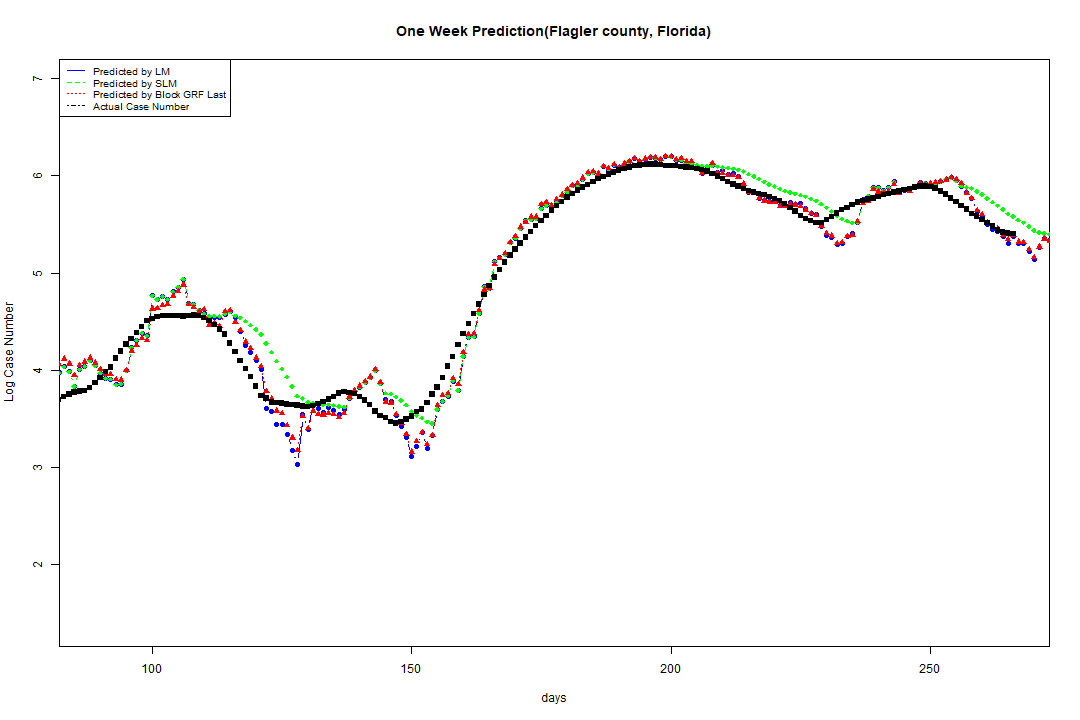 One Week Prediction(Flagler county, Florida)
Predicted by LM
Predicted by SLM
Predicted by Block GRF Last
Actual Case Number
7
6
5
4
3
2
Log Case Number
100 150 200 250
days